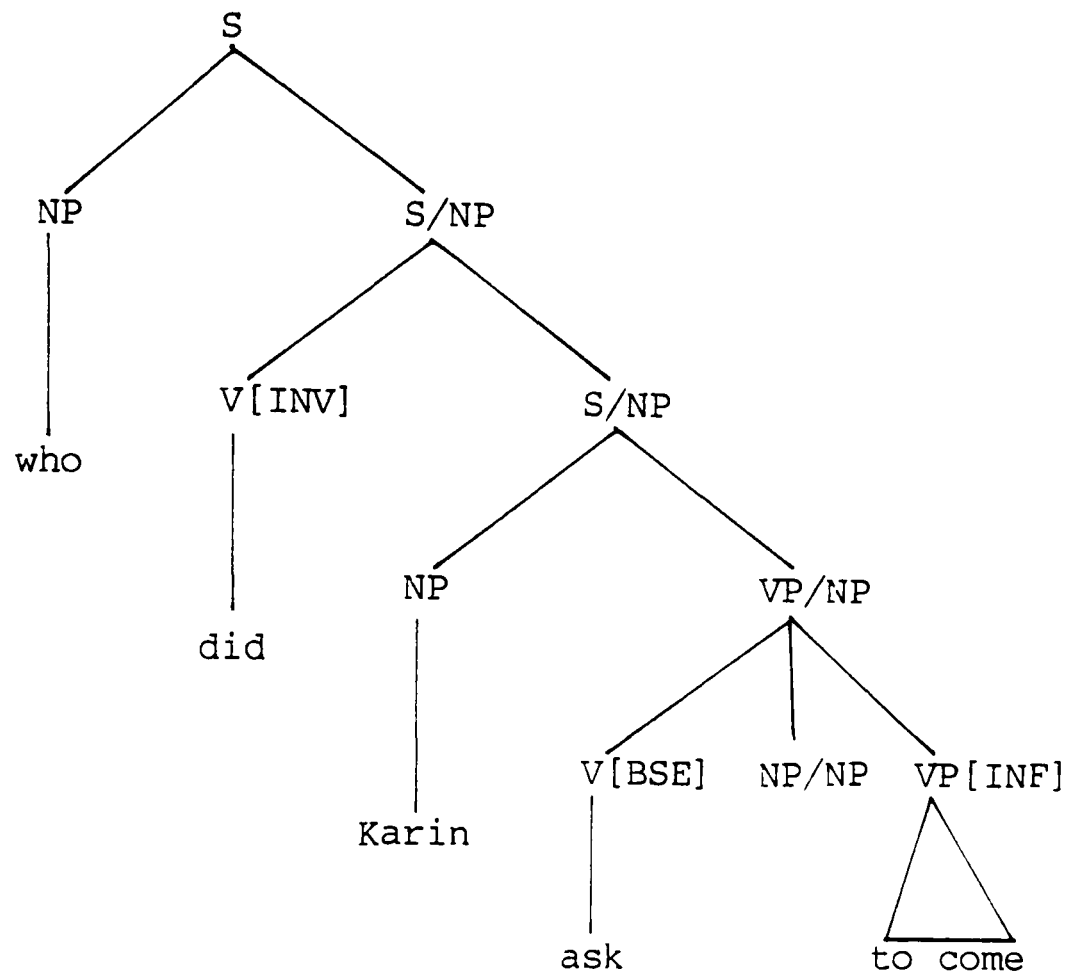 S
NP S/NP
V[INV] S/NP
who
NP VP/NP
did
V[BSE] NP/NP VP[INF]
Karin
ask to come